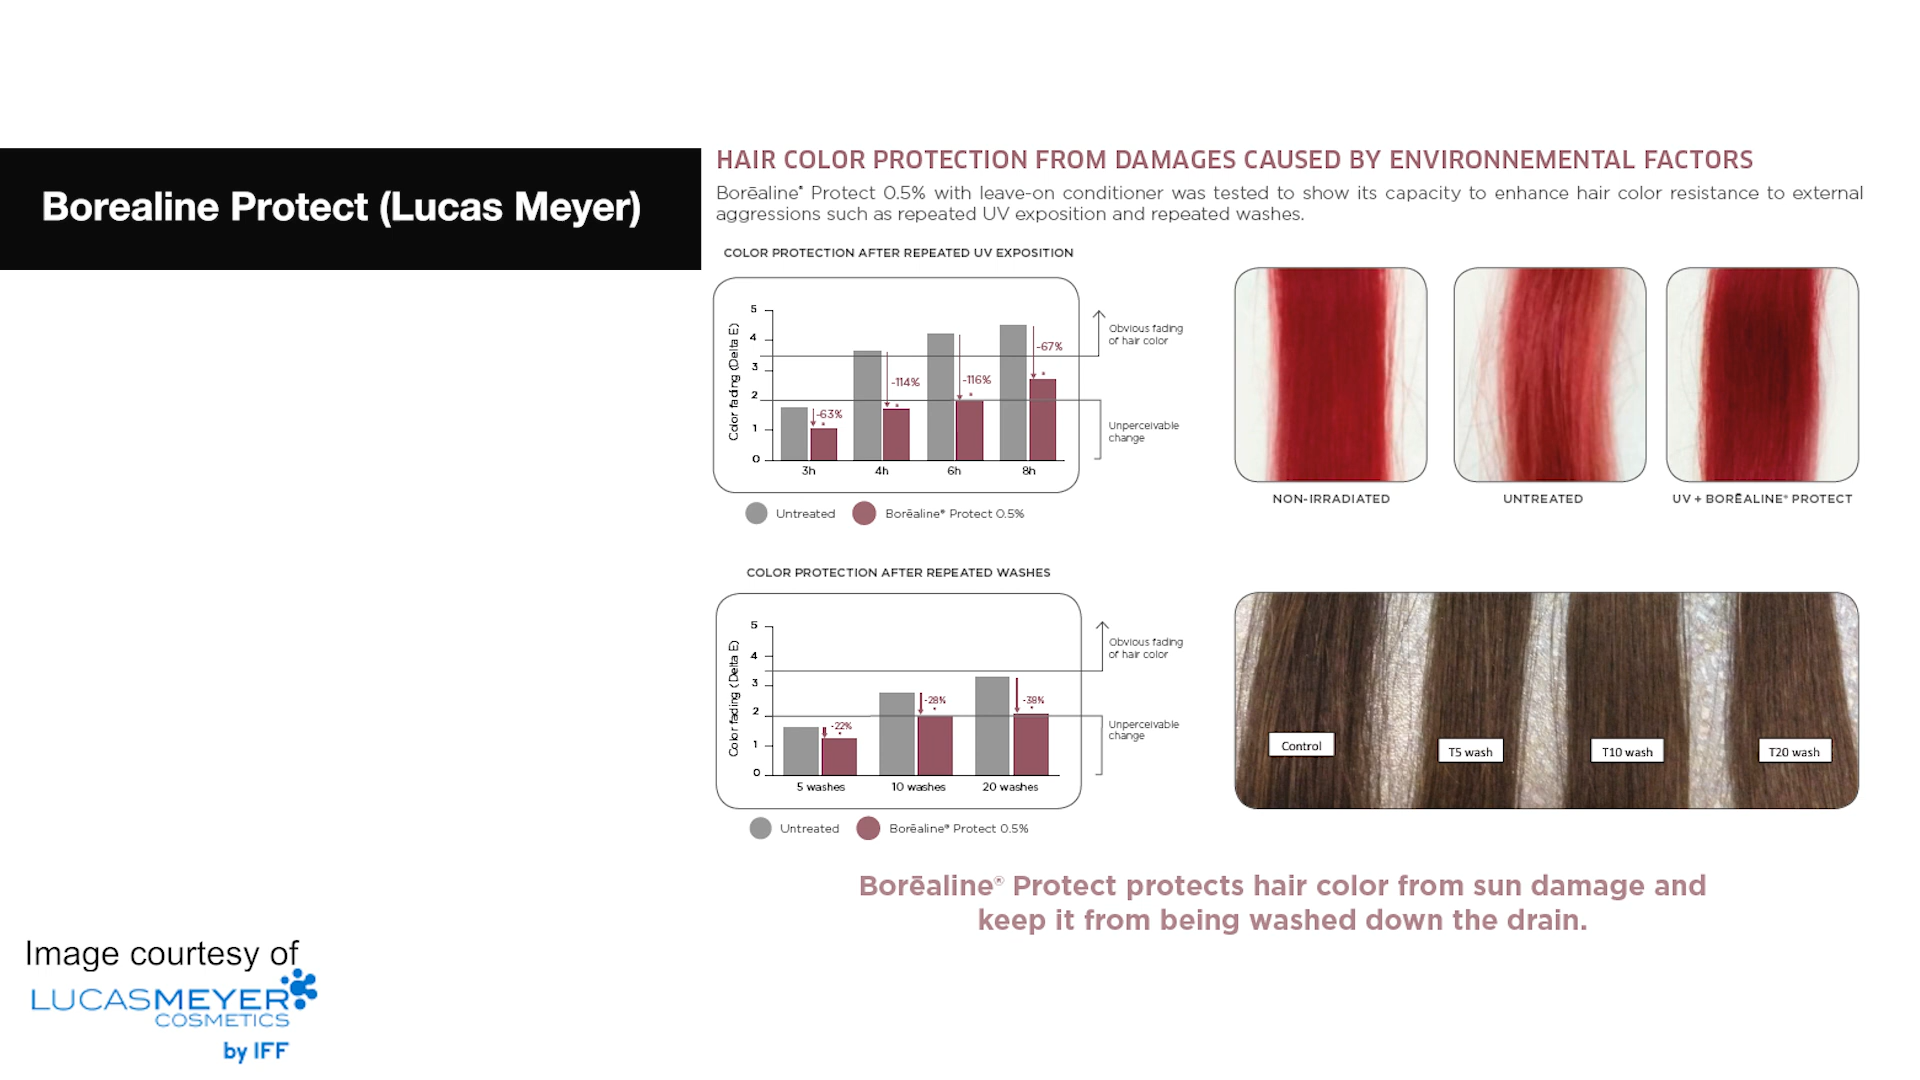 Borealine Protect (Lucas Meyer)
HAIR COLOR PROTECTION FROM DAMAGES CAUSED BY ENVIRONNEMENTAL FACTORS
Borēaline® Protect 0.5% with leave-on conditioner was tested to show its capacity to enhance hair color resistance to external
aggressions such as repeated UV exposition and repeated washes.
COLOR PROTECTION AFTER REPEATED UV EXPOSITION
Color fading (Delta E)
5
4
3
2
1
0
-63%
*
-114%
*
-116%
*
-67%
*
3h
4h
6h
8h
Obvious fading
of hair color
Unperceivable
change
Untreated
Borēaline® Protect 0.5%
NON-IRRADIATED
UNTREATED
UV + BORĒALINE® PROTECT
COLOR PROTECTION AFTER REPEATED WASHES
Color fading (Delta E)
5
4
3
2
1
0
-22%
*
-28%
*
-38%
*
5 washes
10 washes
20 washes
Obvious fading
of hair color
Unperceivable
change
Untreated
Borēaline® Protect 0.5%
Control
T5 wash
T10 wash
T20 wash
Borēaline® Protect protects hair color from sun damage and
keep it from being washed down the drain.
Image courtesy of
LUCASMEYER
COSMETICS
by IFF